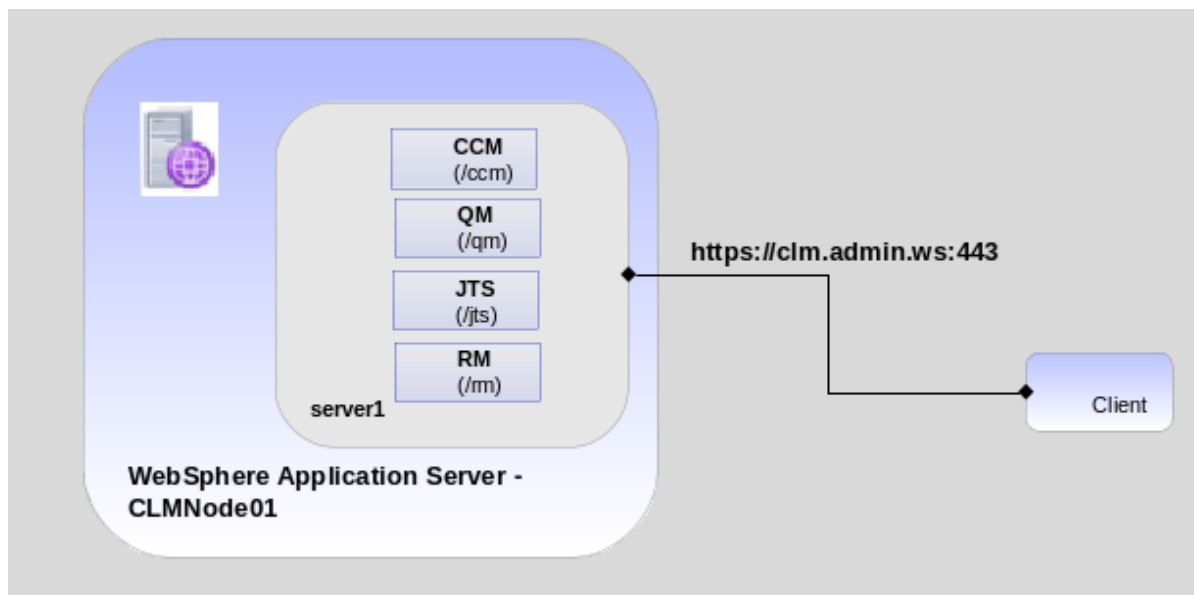 CCM
(/ccm)
QM
(/qm)
https://clm.admin.ws:443
JTS
(/jts)
RM
(/rm)
server1
Client
WebSphere Application Server -
CLMNode01